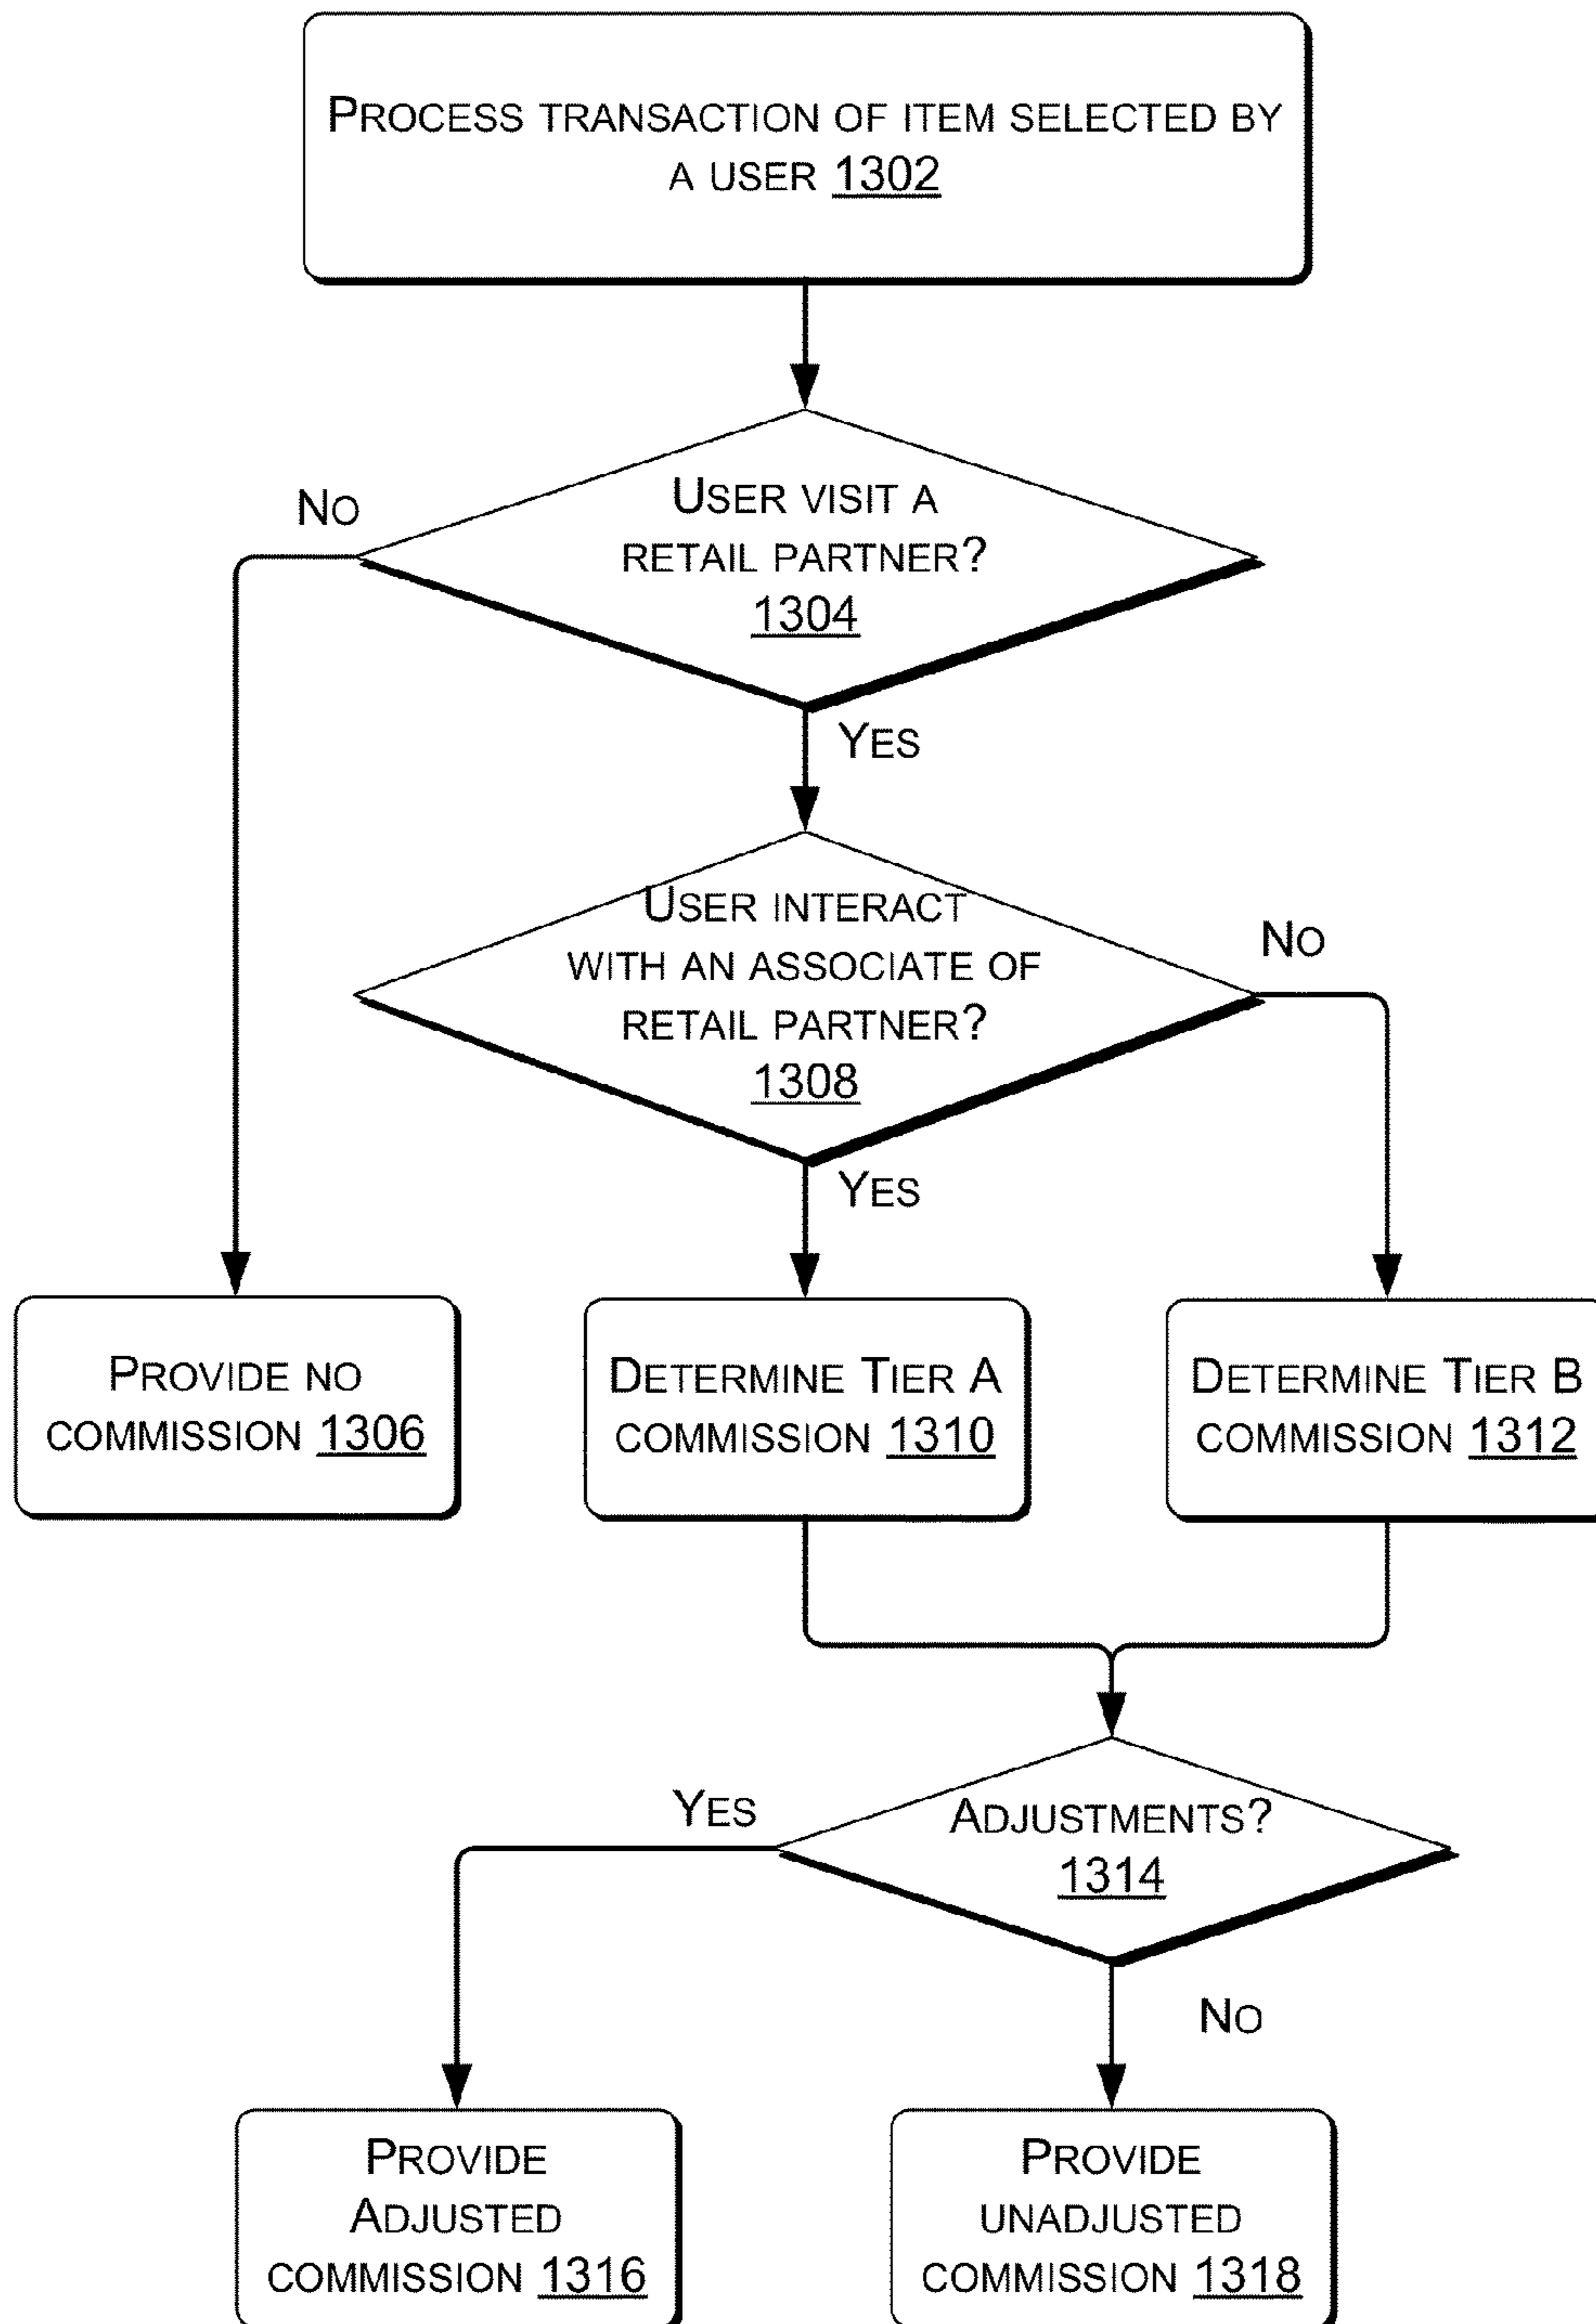 PROCESS TRANSACTION OF ITEM SELECTED BY
A USER 1302
USER VISIT A
RETAIL PARTNER?
1304
NO
YES
USER INTERACT
WITH AN ASSOCIATE OF
RETAIL PARTNER?
1308
NO
YES
PROVIDE NO
COMMISSION 1306
DETERMINE TIER A
COMMISSION 1310
DETERMINE TIER B
COMMISSION 1312
ADJUSTMENTS?
1314
YES
NO
PROVIDE
ADJUSTED
COMMISSION 1316
PROVIDE
UNADJUSTED
COMMISSION 1318